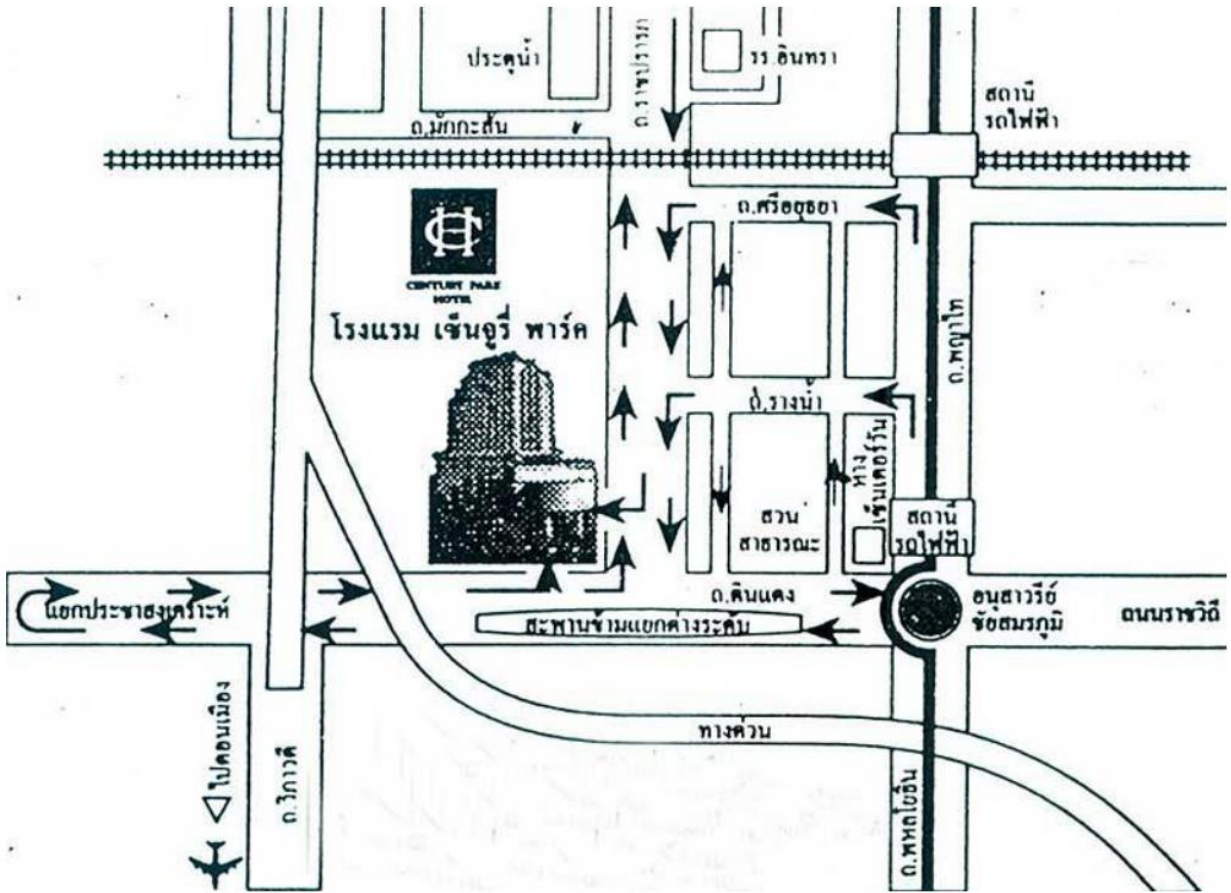 ประตูน้ำ
ถ.ราชปรารภ
รร.อินทรา
สถานี
รถไฟฟ้า
ถ.มักกะสัน
ถ.ศรีอยุธยา
CENTURY PARK
HOTEL
โรงแรม เซ็นจูรี่ พาร์ค
ถ.พญาไท
ถ.รางน้ำ
ห้าง
เซ็นเตอร์วัน
สวน
สาธารณะ
สถานี
รถไฟฟ้า
แยกประชาสงเคราะห์
ถ.ดินแดง
สะพานข้ามแยกต่างระดับ
อนุสาวรีย์
ชัยสมรภูมิ
ถนนราชวิถี
ไปดอนเมือง
ถ.วิภาวดี
ทางด่วน
ถ.พหลโยธิน